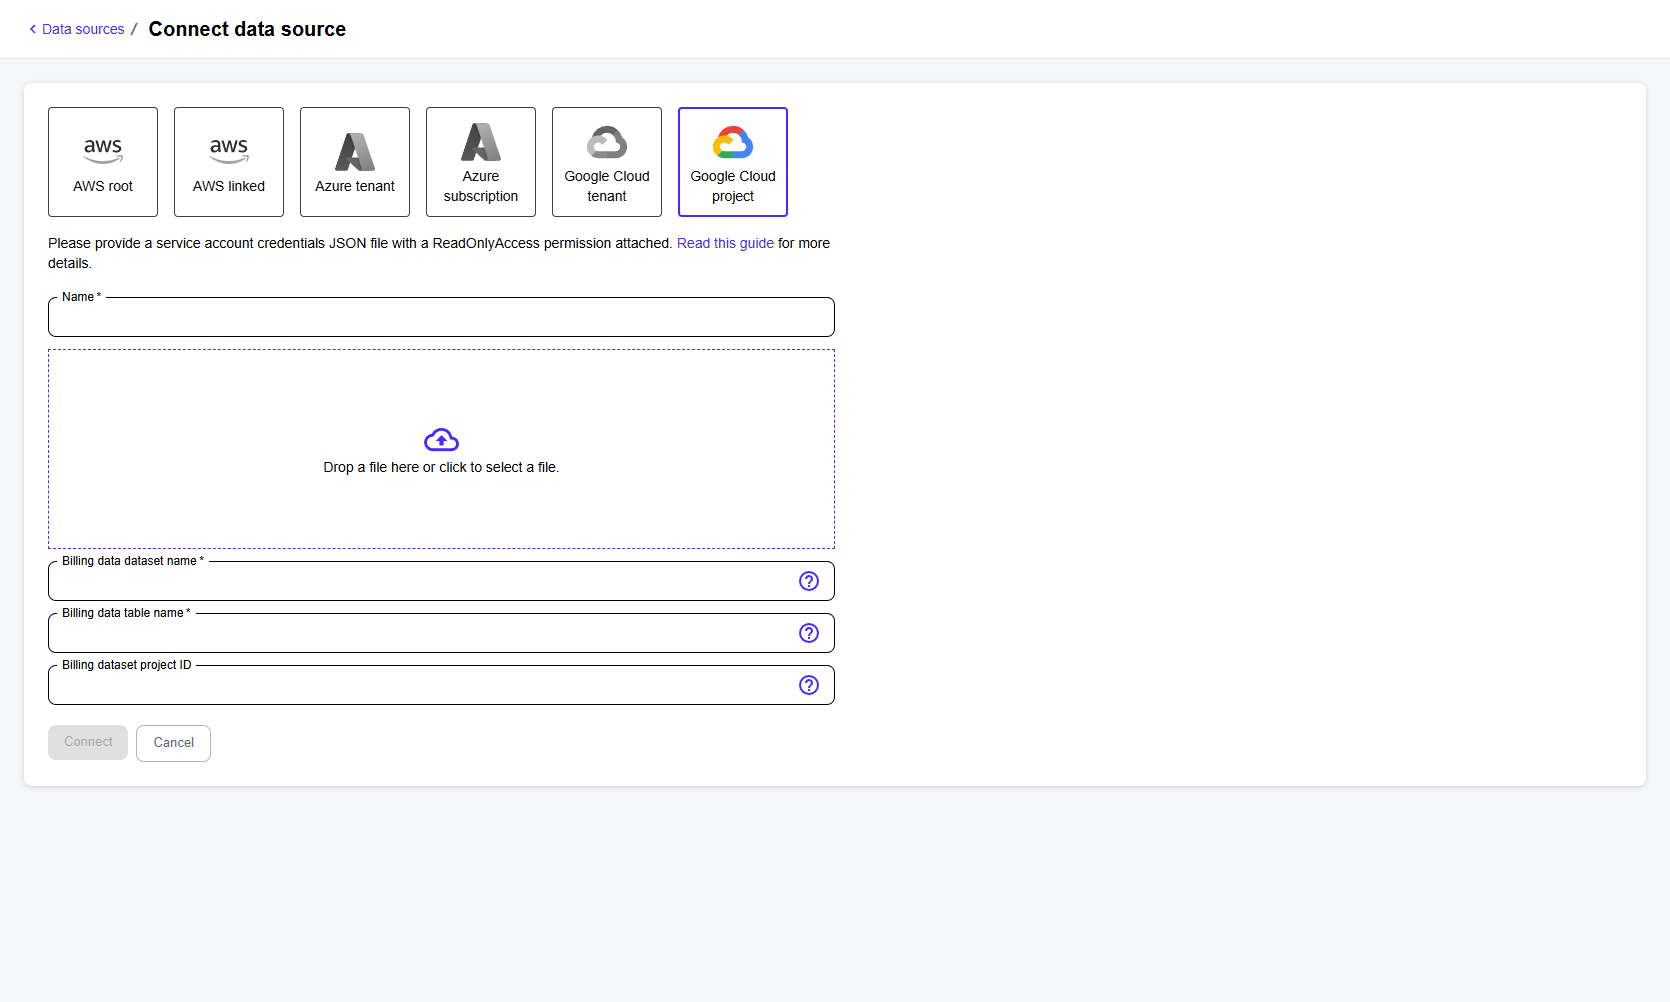 Data sources / Connect data source
aws
AWS root
aws
AWS linked
Azure tenant
Azure
subscription
Google Cloud
tenant
Google Cloud
project
Please provide a service account credentials JSON file with a ReadOnlyAccess permission attached. Read this guide for more
details.
Name *
Drop a file here or click to select a file.
Billing data dataset name *
Billing data table name *
Billing dataset project ID
Connect
Cancel